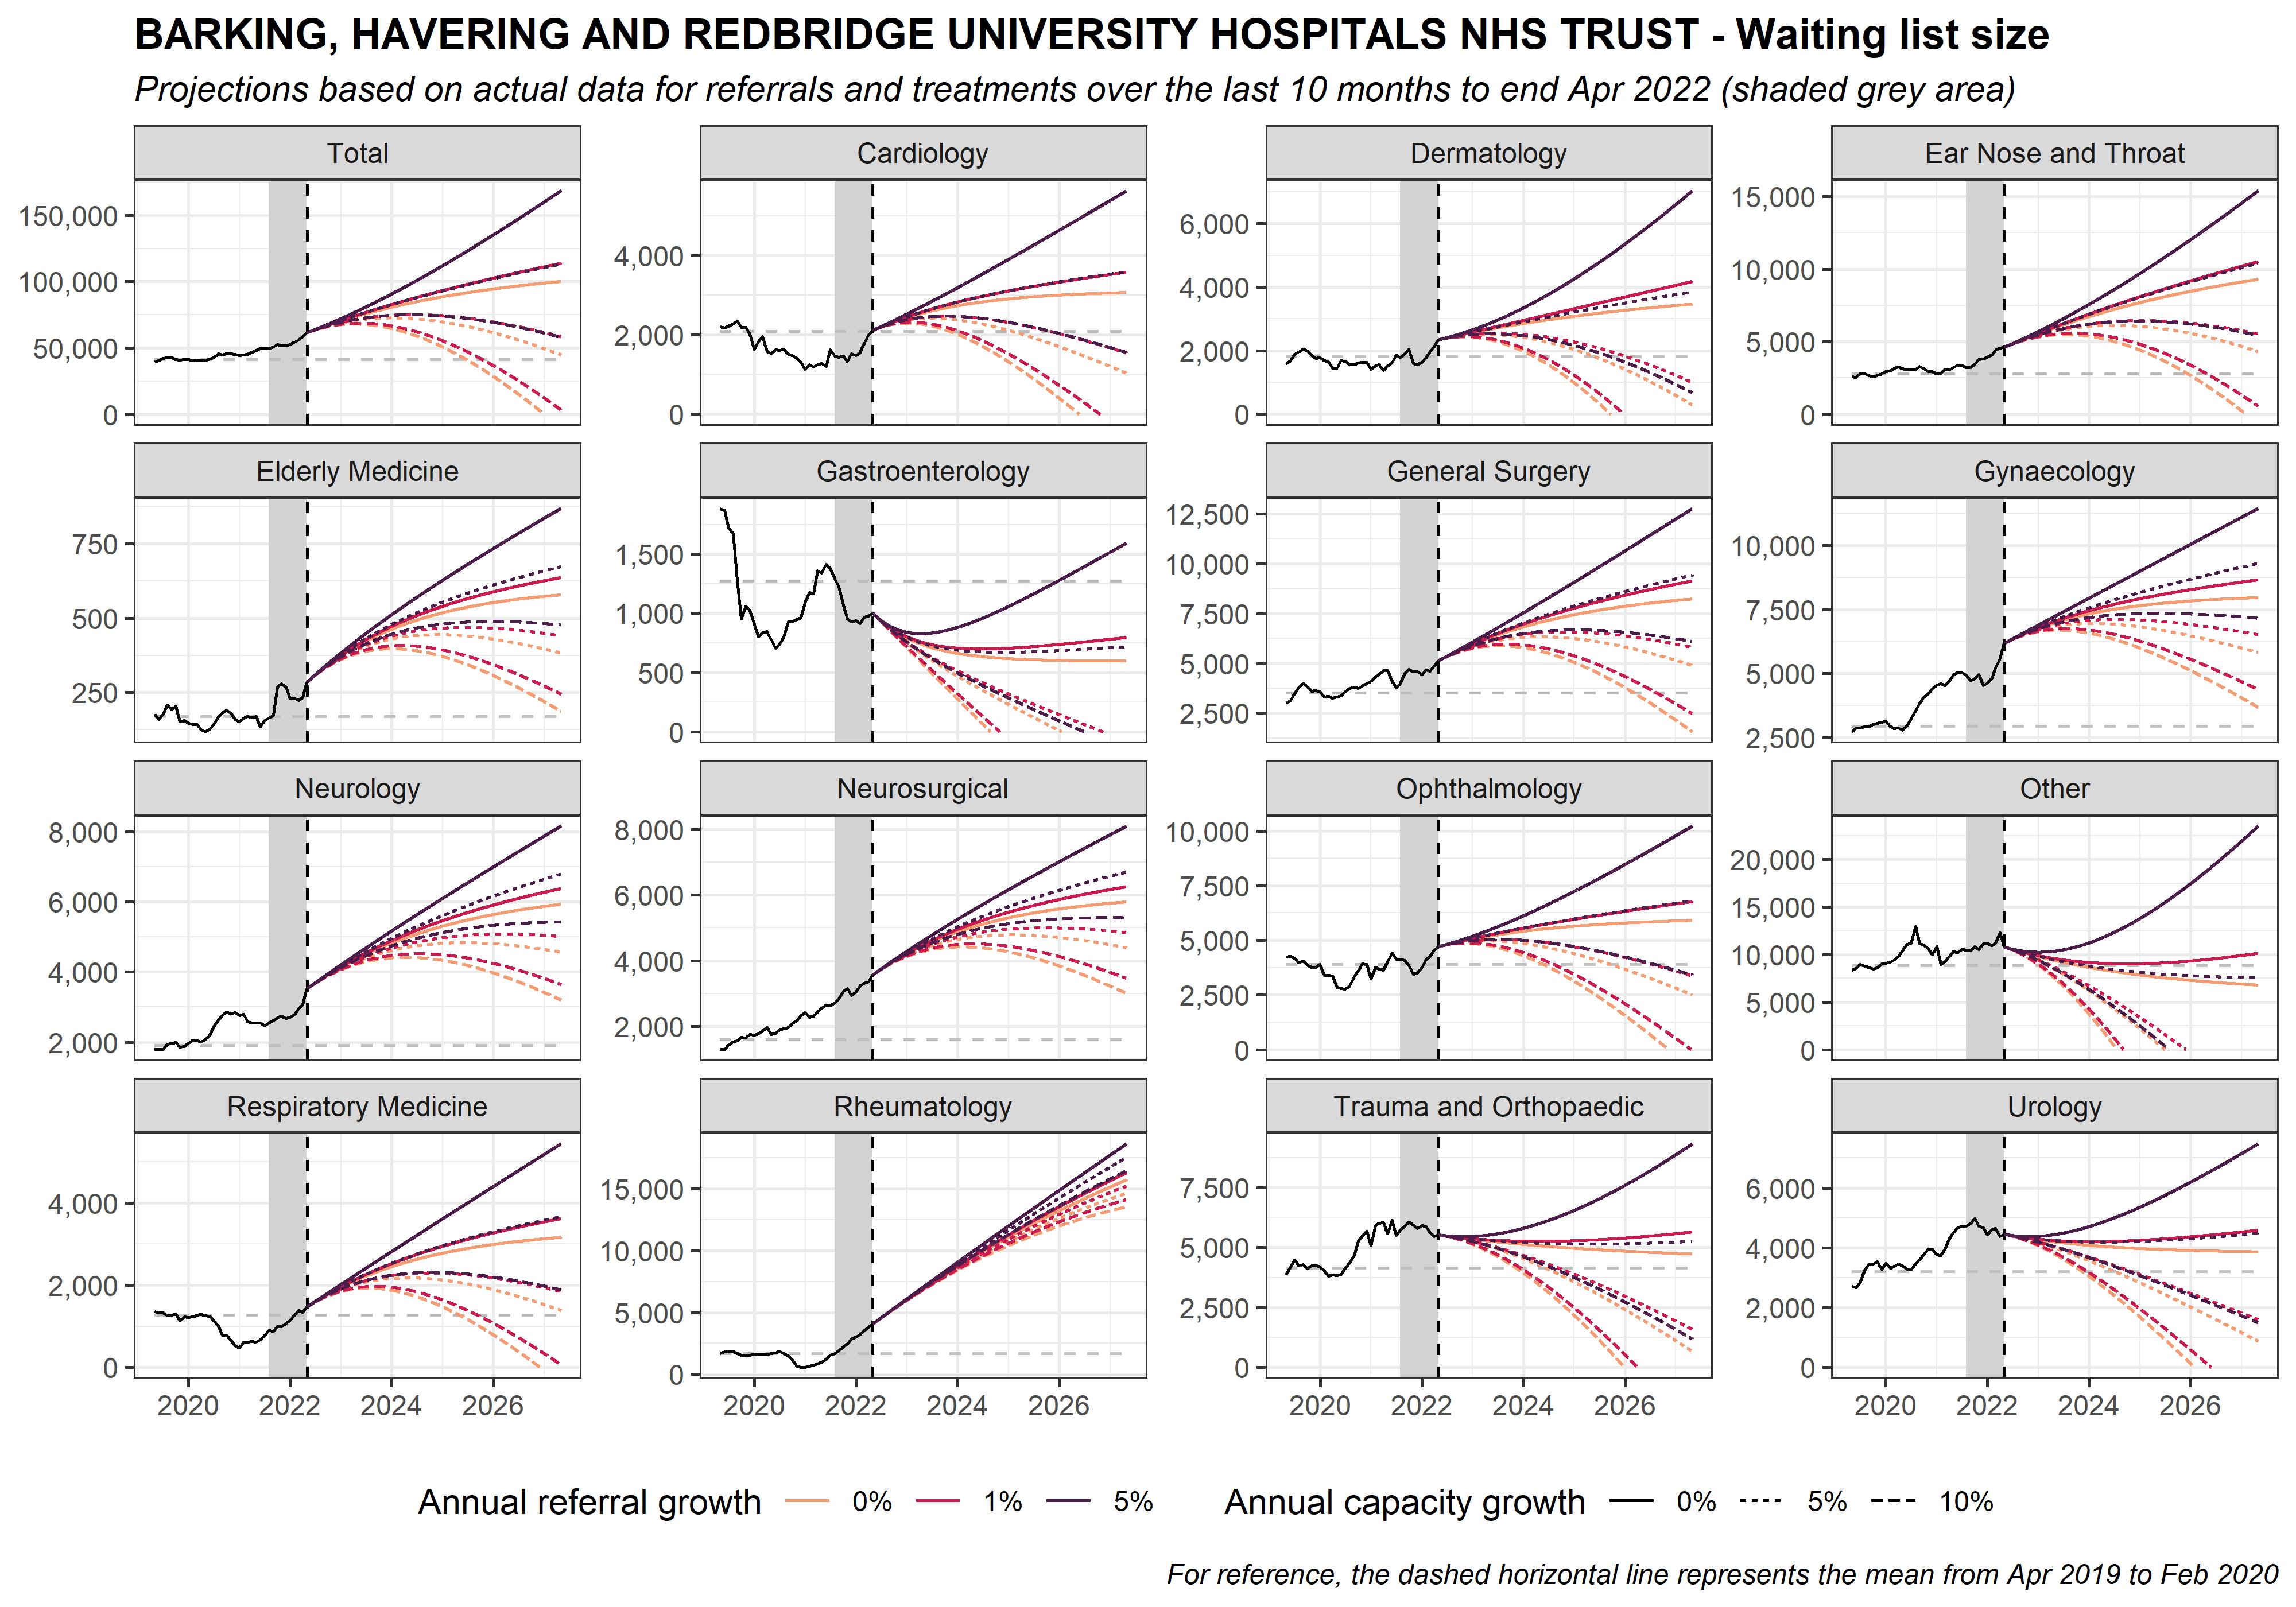 BARKING, HAVERING AND REDBRIDGE UNIVERSITY HOSPITALS NHS TRUST - Waiting list size
Projections based on actual data for referrals and treatments over the last 10 months to end Apr 2022 (shaded grey area)
Total
Cardiology
Dermatology
Ear Nose and Throat
150,000
100,000
50,000
0
4,000
2,000
0
6,000
4,000
2,000
0
15,000
10,000
5,000
0
Elderly Medicine
Gastroenterology
General Surgery
Gynaecology
750
500
250
1,500
1,000
500
0
12,500
10,000
7,500
5,000
2,500
10,000
7,500
5,000
2,500
Neurology
Neurosurgical
Ophthalmology
Other
8,000
6,000
4,000
2,000
8,000
6,000
4,000
2,000
10,000
7,500
5,000
2,500
0
20,000
15,000
10,000
5,000
0
Respiratory Medicine
Rheumatology
Trauma and Orthopaedic
Urology
4,000
2,000
0
15,000
10,000
5,000
0
7,500
5,000
2,500
0
6,000
4,000
2,000
0
2020 2022 2024 2026
2020 2022 2024 2026
2020 2022 2024 2026
2020 2022 2024 2026
Annual referral growth 0% 1% 5%
Annual capacity growth 0% 5% 10%
For reference, the dashed horizontal line represents the mean from Apr 2019 to Feb 2020